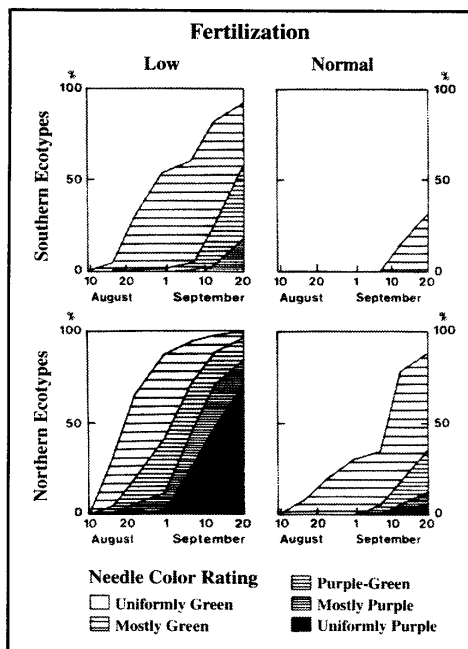 Fertilization
Low Normal
Southern Ecotypes
% %
100 100
50 50
0 0
10 20 1 10 20 10 20 1 10 20
August September August September
Northern Ecotypes
% %
100 100
50 50
0 0
10 20 1 10 20 10 20 1 10 20
August September August September
Needle Color Rating
Uniformly Green
Mostly Green
Purple-Green
Mostly Purple
Uniformly Purple